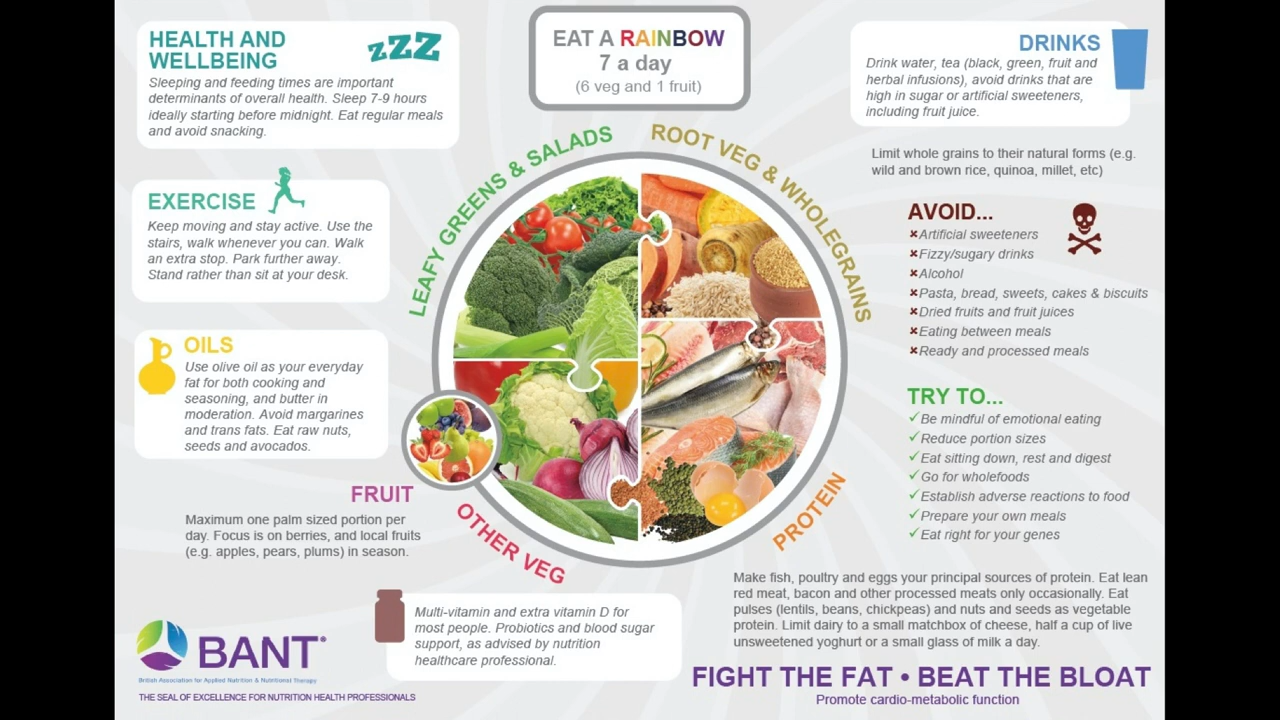 HEALTH AND
WELLBEING
zzZ
Sleeping and feeding times are important
determinants of overall health. Sleep 7-9 hours
ideally starting before midnight. Eat regular meals
and avoid snacking.
EAT A RAINBOW
7 a day
(6 veg and 1 fruit)
DRINKS
Drink water, tea (black, green, fruit and
herbal infusions), avoid drinks that are
high in sugar or artificial sweeteners,
including fruit juice.
LEAFY GREENS & SALADS
ROOT VEG & WHOLEGRAINS
Limit whole grains to their natural forms (e.g.
wild and brown rice, quinoa, millet, etc)
EXERCISE
Keep moving and stay active. Use the
stairs, walk whenever you can. Walk
an extra stop. Park further away.
Stand rather than sit at your desk.
AVOID...
Artificial sweeteners
Fizzy/sugary drinks
Alcohol
Pasta, bread, sweets, cakes & biscuits
Dried fruits and fruit juices
Eating between meals
Ready and processed meals
OILS
Use olive oil as your everyday
fat for both cooking and
seasoning, and butter in
moderation. Avoid margarines
and trans fats. Eat raw nuts,
seeds and avocados.
TRY TO...
Be mindful of emotional eating
Reduce portion sizes
Eat sitting down, rest and digest
Go for wholefoods
Establish adverse reactions to food
Prepare your own meals
Eat right for your genes
FRUIT
Maximum one palm sized portion per
day. Focus is on berries, and local fruits
(e.g. apples, pears, plums) in season.
OTHER VEG
PROTEIN
Make fish, poultry and eggs your principal sources of protein. Eat lean
red meat, bacon and other processed meats only occasionally. Eat
pulses (lentils, beans, chickpeas) and nuts and seeds as vegetable
protein. Limit dairy to a small matchbox of cheese, half a cup of live
unsweetened yoghurt or a small glass of milk a day.
Multi-vitamin and extra vitamin D for
most people. Probiotics and blood sugar
support, as advised by nutrition
healthcare professional.
BANT®
British Association for Applied Nutrition & Nutritional Therapy
THE SEAL OF EXCELLENCE FOR NUTRITION HEALTH PROFESSIONALS
FIGHT THE FAT • BEAT THE BLOAT
Promote cardio-metabolic function